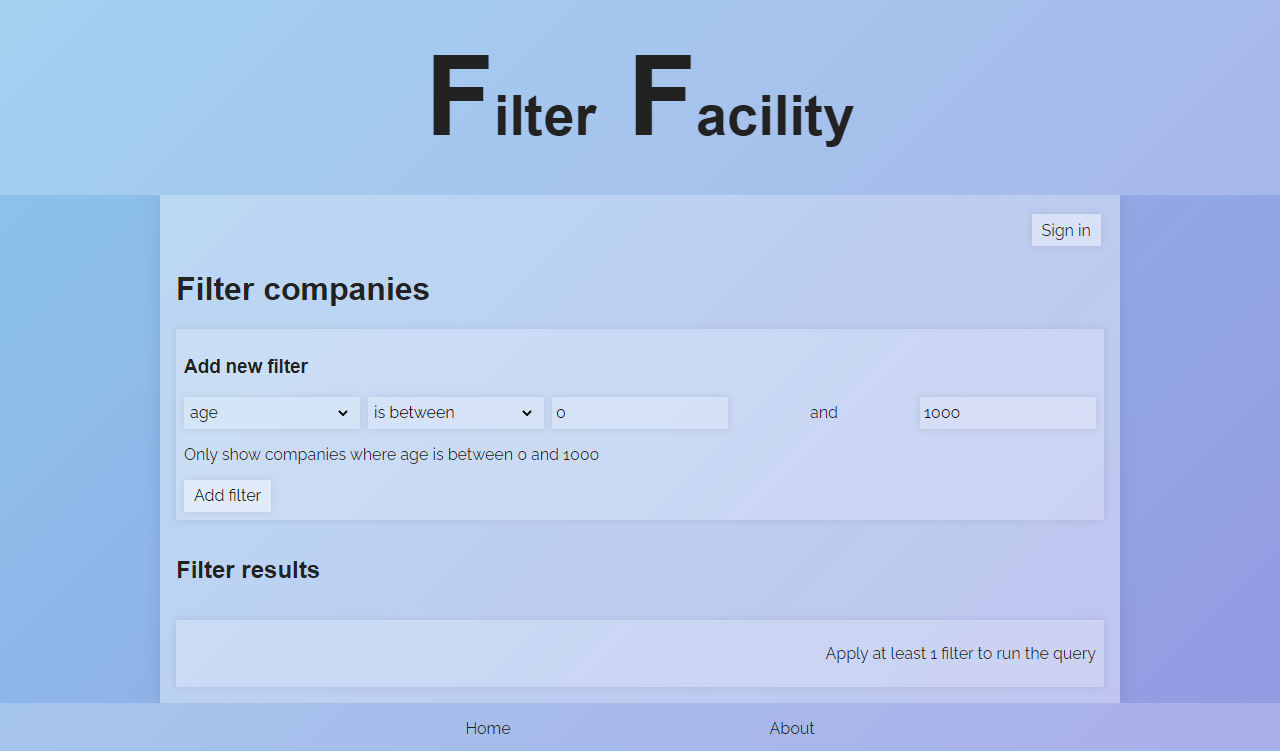 Filter Facility
Sign in
Filter companies
Add new filter
age is between 0 and 1000
Only show companies where age is between 0 and 1000
Add filter
Filter results
Apply at least 1 filter to run the query
Home About